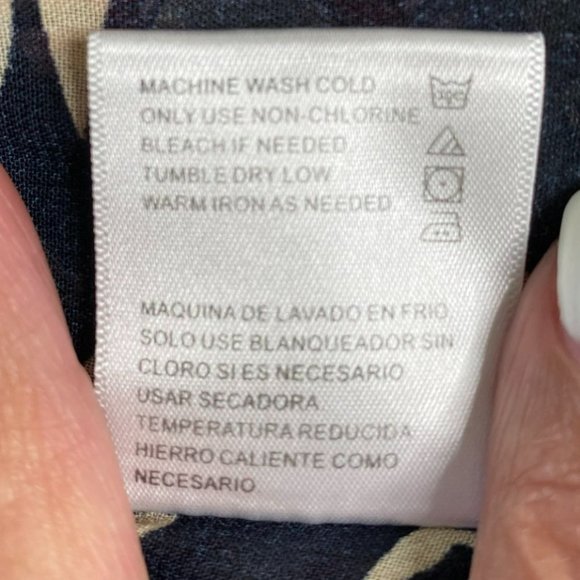 MACHINE WASH COLD
ONLY USE NON-CHLORINE
BLEACH IF NEEDED
TUMBLE DRY LOW
WARM IRON AS NEEDED
MAQUINA DE LAVADO EN FRIO
SOLO USE BLANQUEADOR SIN
CLORO SI ES NECESARIO
USAR SECADORA
TEMPERATURA REDUCIDA
HIERRO CALIENTE COMO
NECESARIO